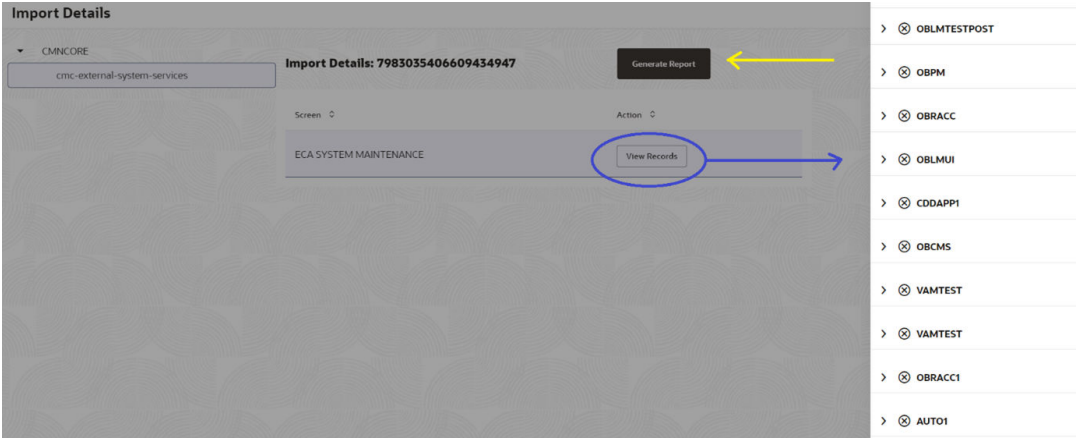 Import Details
CMNCORE
cmc-external-system-services
Import Details: 7983035406609434947
Generate Report
Screen
Action
ECA SYSTEM MAINTENANCE
View Records
OBLMTESTPOST
OBPM
OBRACC
OBLMUI
CDDAPP1
OBCMS
VAMTEST
VAMTEST
OBRACC1
AUTO1